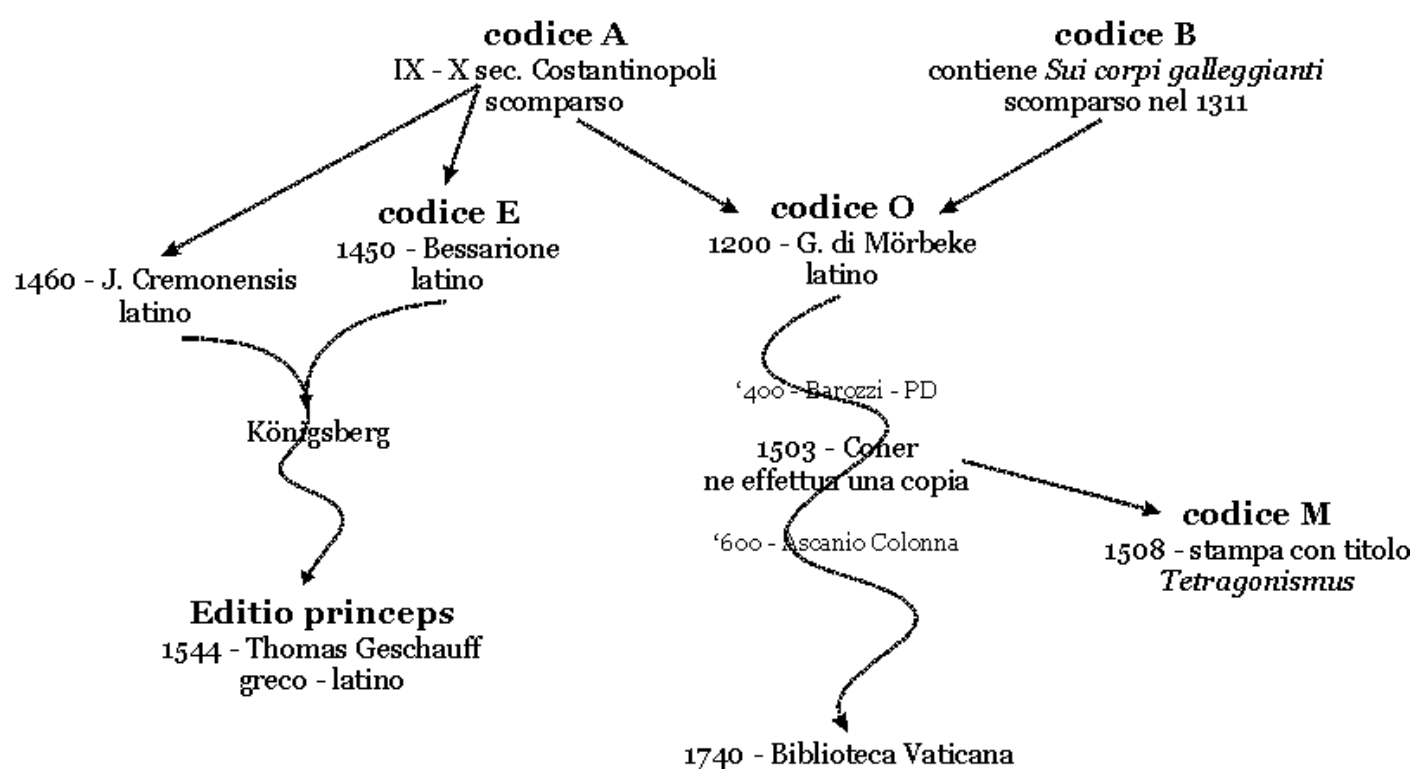 codice A
IX - X sec. Costantinopoli
scomparso
codice B
contiene Sui corpi galleggianti
scomparso nel 1311
codice E
1450 - Bessarione
latino
codice O
1200 - G. di Mörbeke
latino
1460 - J. Cremonensis
latino
Königsberg
'400 - Barozzi - PD
1503 - Coner
ne effettua una copia
'600 - Ascanio Colonna
codice M
1508 - stampa con titolo
Tetragonismus
Editio princeps
1544 - Thomas Geschauff
greco - latino
1740 - Biblioteca Vaticana